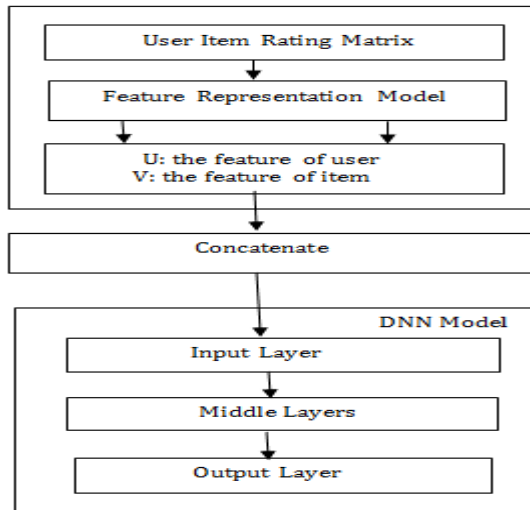 User Item Rating Matrix
Feature Representation Model
U: the feature of user
V: the feature of item
Concatenate
DNN Model
Input Layer
Middle Layers
Output Layer